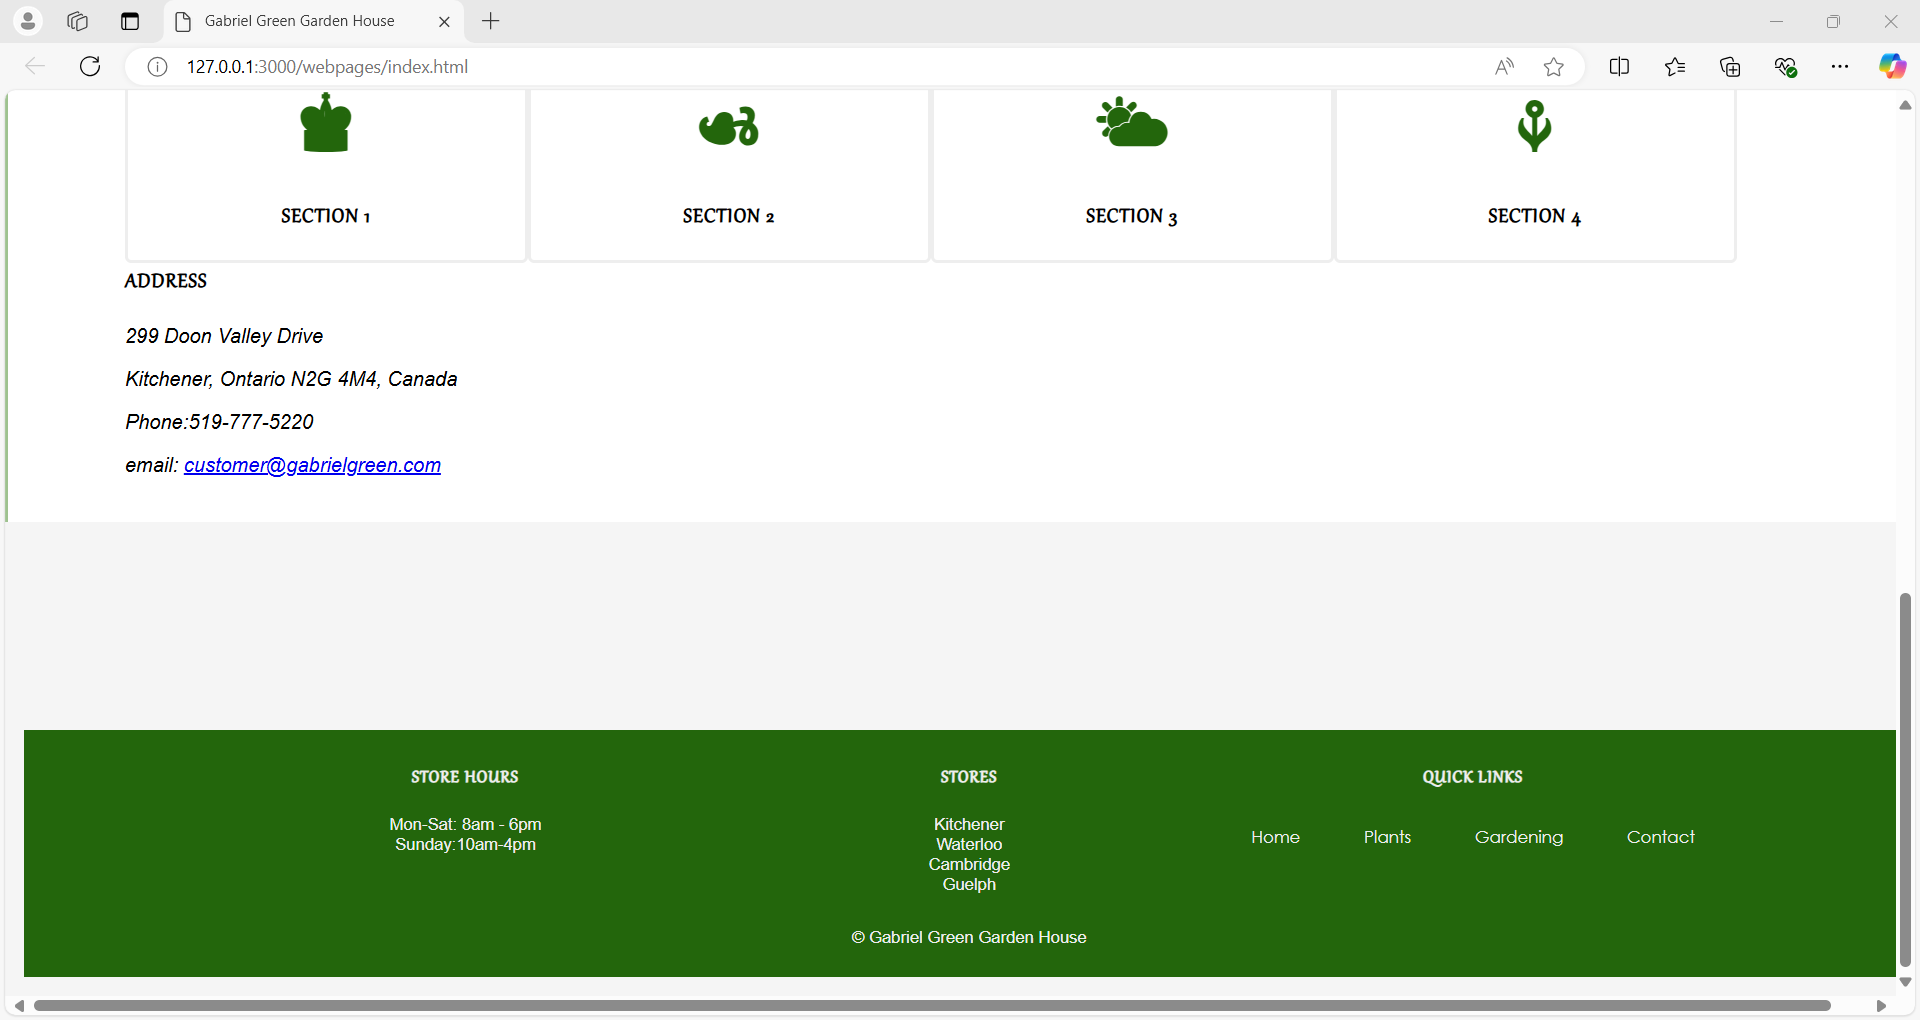 Gabriel Green Garden House
127.0.0.1:3000/webpages/index.html
SECTION 1
SECTION 2
SECTION 3
SECTION 4
ADDRESS
299 Doon Valley Drive
Kitchener, Ontario N2G 4M4, Canada
Phone:519-777-5220
email: customer@gabrielgreen.com
STORE HOURS
Mon-Sat: 8am - 6pm
Sunday:10am-4pm
STORES
Kitchener
Waterloo
Cambridge
Guelph
QUICK LINKS
Home Plants Gardening Contact
© Gabriel Green Garden House